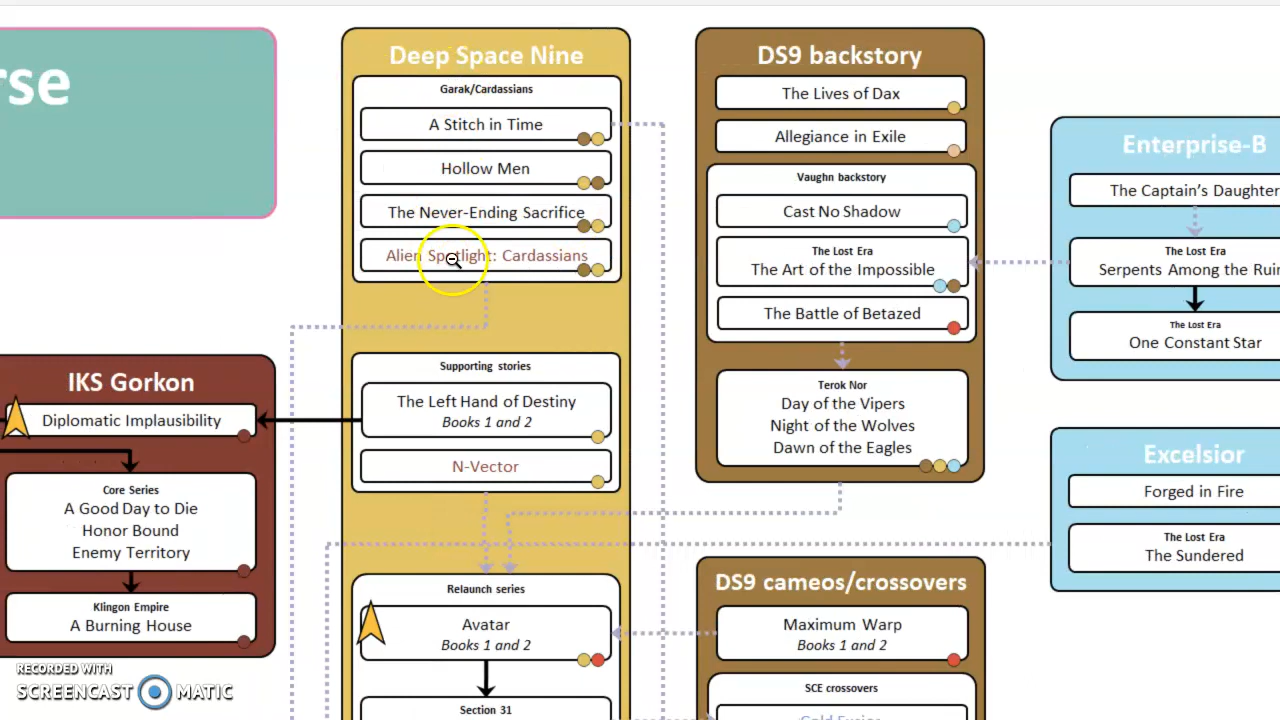 rse
Deep Space Nine
Garak/Cardassians
A Stitch in Time
Hollow Men
The Never-Ending Sacrifice
Alien Spotlight: Cardassians
Supporting stories
The Left Hand of Destiny
Books 1 and 2
N-Vector
Relaunch series
Avatar
Books 1 and 2
Section 31
DS9 backstory
The Lives of Dax
Allegiance in Exile
Vaughn backstory
Cast No Shadow
The Lost Era
The Art of the Impossible
The Battle of Betazed
Terok Nor
Day of the Vipers
Night of the Wolves
Dawn of the Eagles
DS9 cameos/crossovers
Maximum Warp
Books 1 and 2
SCE crossovers
Enterprise-B
The Captain's Daughter
The Lost Era
Serpents Among the Ruin
The Lost Era
One Constant Star
Excelsior
Forged in Fire
The Lost Era
The Sundered
IKS Gorkon
Diplomatic Implausibility
Core Series
A Good Day to Die
Honor Bound
Enemy Territory
Klingon Empire
A Burning House
RECORDED WITH
SCREENCAST MATIC